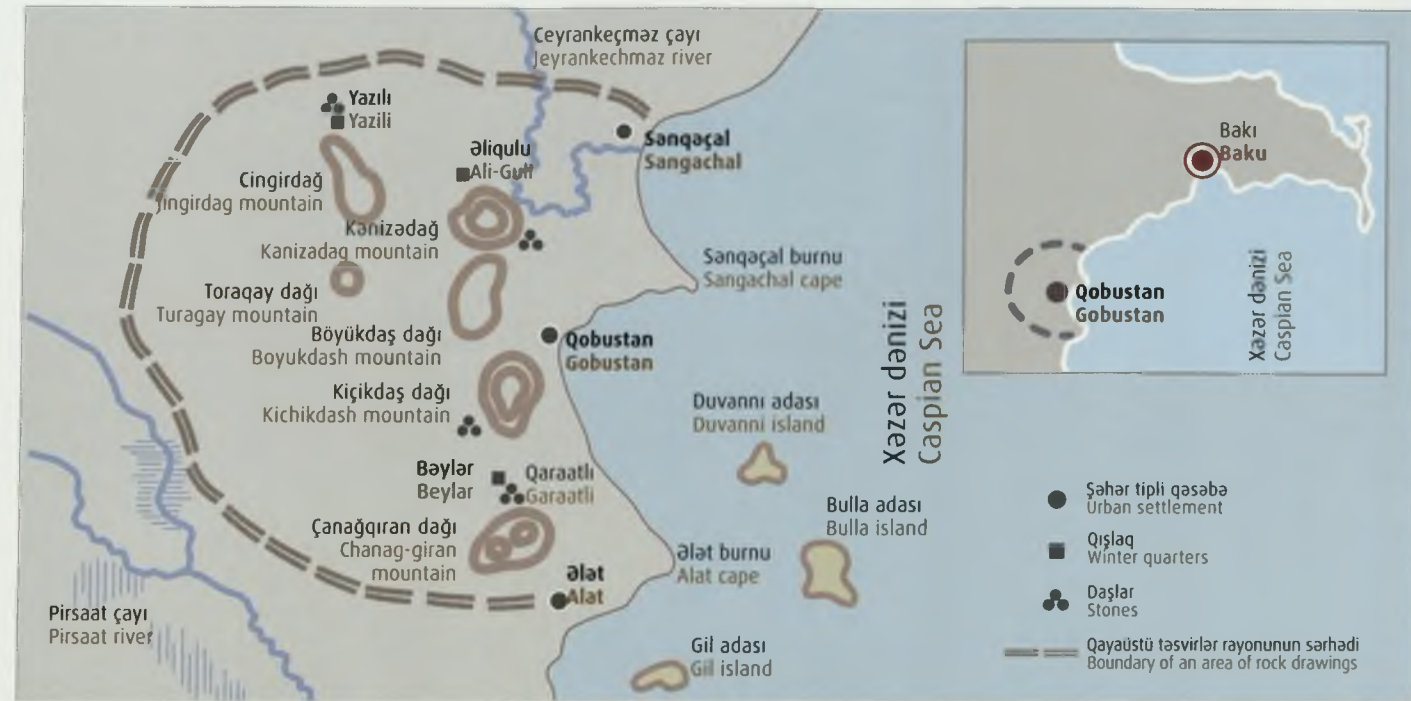 Ceyrankeçməz çayı
Jeyrankechmaz river
Yazılı
Yazili
Əliqulu
Ali-Guli
Sanqaçal
Sangachal
Cingirdağ
Jingirdag mountain
Kənizədağ
Kanizadag mountain
Toraqay dağı
Turagay mountain
Sanqaçal burnu
Sangachal cape
Böyükdaş dağı
Boyukdash mountain
Qobustan
Gobustan
Kiçikdaş dağı
Kichikdash mountain
Duvannı adası
Duvanni island
Xəzər dənizi
Caspian Sea
Bəylər
Beylar
Qaraatlı
Garaatli
Bulla adası
Bulla island
Çanağqıran dağı
Chanag-giran
mountain
Ələt burnu
Alat cape
Ələt
Alat
Pirsaat çayı
Pirsaat river
Gil adası
Gil island
Bakı
Baku
Qobustan
Gobustan
Xəzər dənizi
Caspian Sea
Şəhər tipli qəsəbə
Urban settlement
Qışlaq
Winter quarters
Daşlar
Stones
Qayaüstü təsvirlər rayonunun sərhədi
Boundary of an area of rock drawings